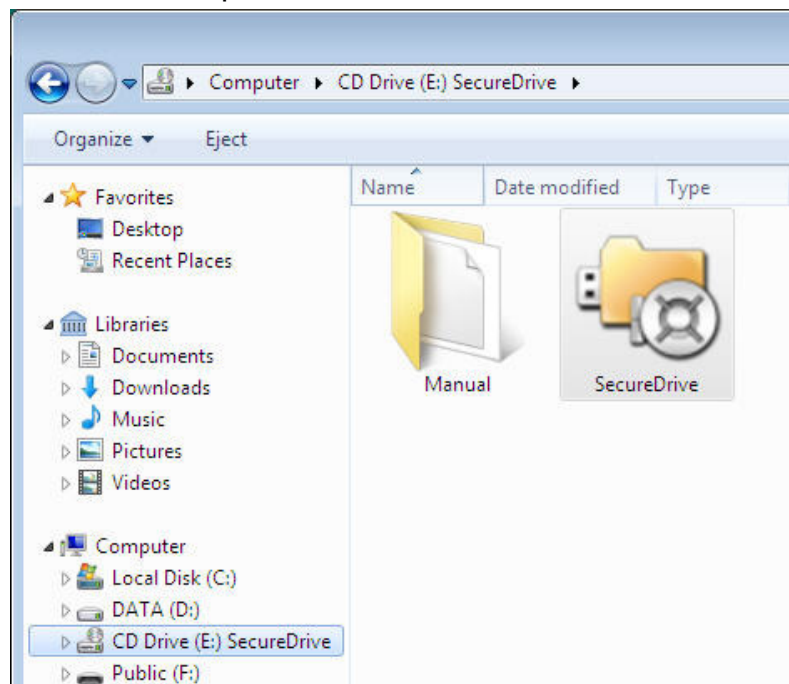 Computer CD Drive (E:) SecureDrive
Organize Eject
Name Date modified Type
Favorites
Desktop
Recent Places
Libraries
Documents
Downloads
Music
Pictures
Videos
Computer
Local Disk (C:)
DATA (D:)
CD Drive (E:) SecureDrive
Public (F:)
Manual
SecureDrive